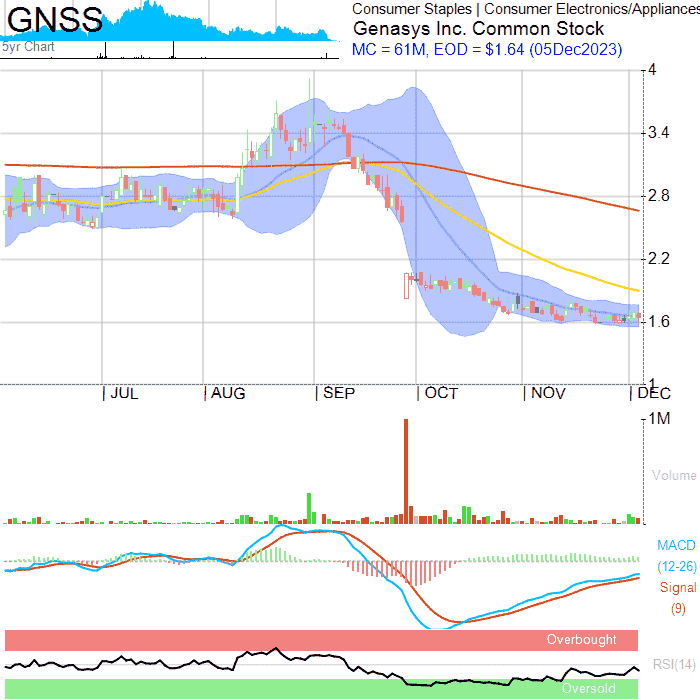 GNSS
5yr Chart
Consumer Staples | Consumer Electronics/Appliances
Genasys Inc. Common Stock
MC = 61M, EOD = $1.64 (05Dec2023)
4
3.4
2.8
2.2
1.6
1
JUL AUG SEP OCT NOV DEC
1M
Volume
MACD
(12-26)
Signal
(9)
Overbought
RSI(14)
Oversold